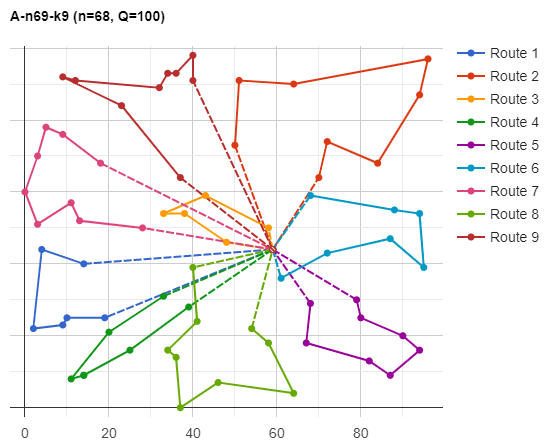 A-n69-k9 (n=68, Q=100)
Route 1
Route 2
Route 3
Route 4
Route 5
Route 6
Route 7
Route 8
Route 9
0 20 40 60 80